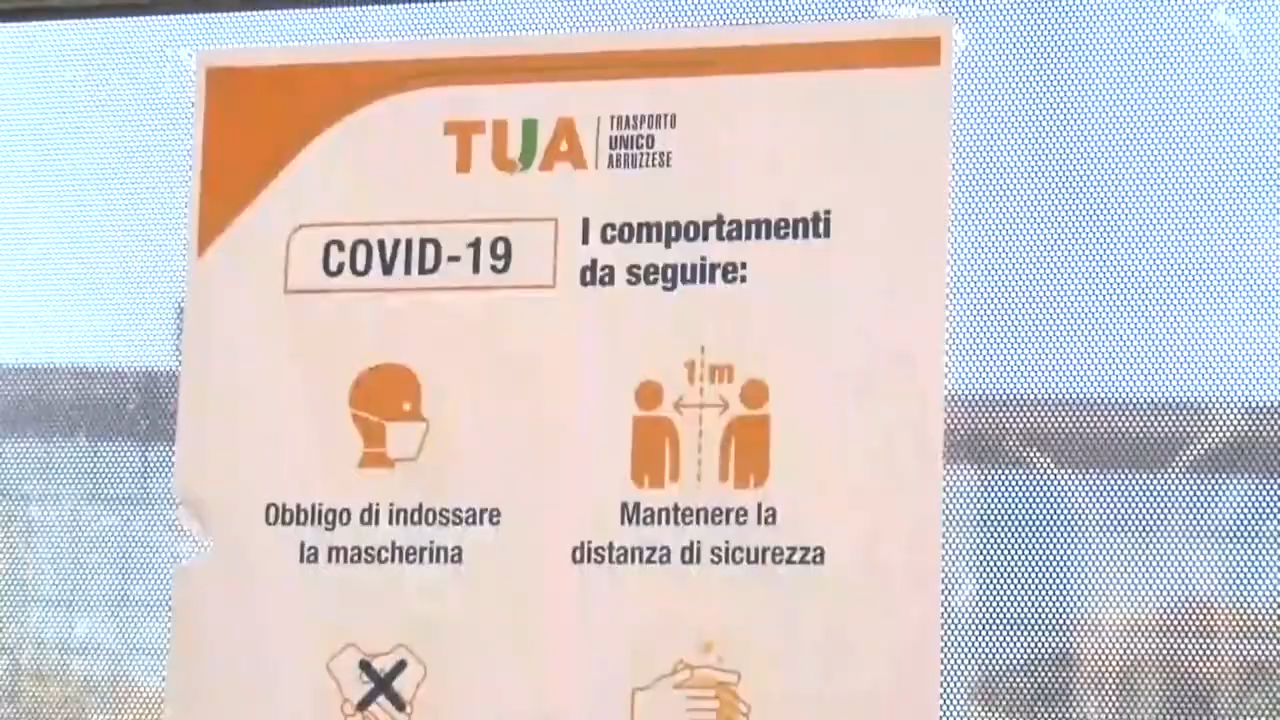 TUA
TRASPORTO
UNICO
ABRUZZESE
COVID-19
I comportamenti
da seguire:
1 m
Obbligo di indossare
la mascherina
Mantenere la
distanza di sicurezza